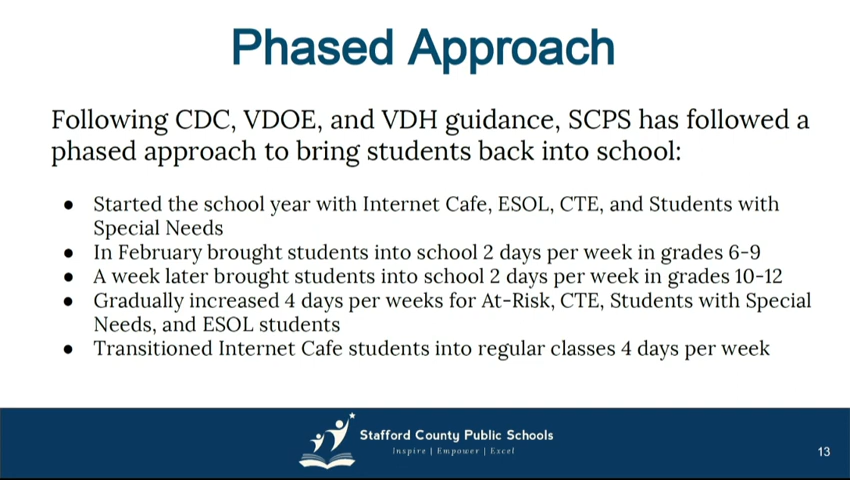 Phased Approach
Following CDC, VDOE, and VDH guidance, SCPS has followed a
phased approach to bring students back into school:
● Started the school year with Internet Cafe, ESOL, CTE, and Students with
Special Needs
● In February brought students into school 2 days per week in grades 6-9
● A week later brought students into school 2 days per week in grades 10-12
● Gradually increased 4 days per weeks for At-Risk, CTE, Students with Special
Needs, and ESOL students
● Transitioned Internet Cafe students into regular classes 4 days per week
Stafford County Public Schools
Inspire | Empower | Excel
13